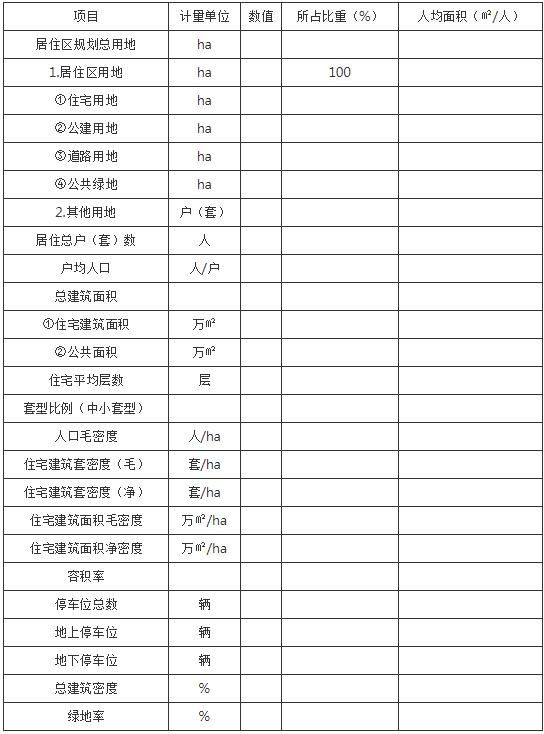 项目 计量单位 数值 所占比重（%） 人均面积（㎡/人）
居住区规划总用地 ha
1.居住区用地 ha 100
①住宅用地 ha
②公建用地 ha
③道路用地 ha
④公共绿地 ha
2.其他用地 户（套）
居住总户（套）数 人
户均人口 人/户
总建筑面积
①住宅建筑面积 万㎡
②公共面积 万㎡
住宅平均层数 层
套型比例（中小套型）
人口毛密度 人/ha
住宅建筑套密度（毛） 套/ha
住宅建筑套密度（净） 套/ha
住宅建筑面积毛密度 万㎡/ha
住宅建筑面积净密度 万㎡/ha
容积率
停车位总数 辆
地上停车位 辆
地下停车位 辆
总建筑密度 %
绿地率 %